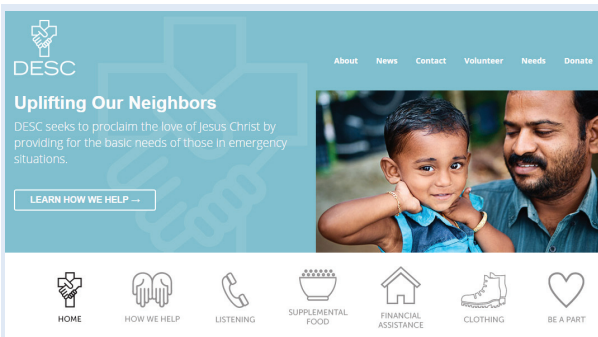 DESC
About News Contact Volunteer Needs Donate
Uplifting Our Neighbors
DESC seeks to proclaim the love of Jesus Christ by
providing for the basic needs of those in emergency
situations.
LEARN HOW WE HELP →
HOME
HOW WE HELP
LISTENING
SUPPLEMENTAL
FOOD
FINANCIAL
ASSISTANCE
CLOTHING
BE A PART